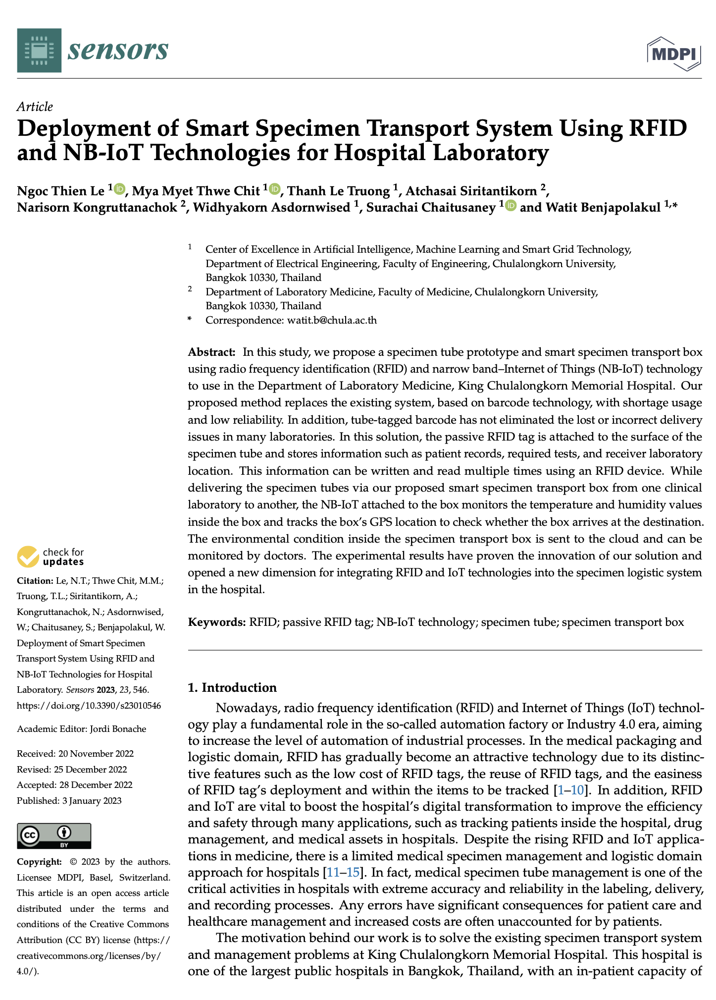 sensors
MDPI
Article
Deployment of Smart Specimen Transport System Using RFID
and NB-IoT Technologies for Hospital Laboratory
Ngoc Thien Le 1 iD, Mya Myet Thwe Chit 1 iD, Thanh Le Truong 1, Atchasai Siritantikorn 2,
Narisorn Kongruttanachok 2, Widhyakorn Asdornwised 1, Surachai Chaitusaney 1 iD and Watit Benjapolakul 1,*
1 Center of Excellence in Artificial Intelligence, Machine Learning and Smart Grid Technology,
Department of Electrical Engineering, Faculty of Engineering, Chulalongkorn University,
Bangkok 10330, Thailand
2 Department of Laboratory Medicine, Faculty of Medicine, Chulalongkorn University,
Bangkok 10330, Thailand
* Correspondence: watit.b@chula.ac.th
Abstract: In this study, we propose a specimen tube prototype and smart specimen transport box
using radio frequency identification (RFID) and narrow band–Internet of Things (NB-IoT) technology
to use in the Department of Laboratory Medicine, King Chulalongkorn Memorial Hospital. Our
proposed method replaces the existing system, based on barcode technology, with shortage usage
and low reliability. In addition, tube-tagged barcode has not eliminated the lost or incorrect delivery
issues in many laboratories. In this solution, the passive RFID tag is attached to the surface of the
specimen tube and stores information such as patient records, required tests, and receiver laboratory
location. This information can be written and read multiple times using an RFID device. While
delivering the specimen tubes via our proposed smart specimen transport box from one clinical
laboratory to another, the NB-IoT attached to the box monitors the temperature and humidity values
inside the box and tracks the box's GPS location to check whether the box arrives at the destination.
The environmental condition inside the specimen transport box is sent to the cloud and can be
monitored by doctors. The experimental results have proven the innovation of our solution and
opened a new dimension for integrating RFID and IoT technologies into the specimen logistic system
in the hospital.
Keywords: RFID; passive RFID tag; NB-IoT technology; specimen tube; specimen transport box
check for
updates
Citation: Le, N.T.; Thwe Chit, M.M.;
Truong, T.L.; Siritantikorn, A.;
Kongruttanachok, N.; Asdornwised,
W.; Chaitusaney, S.; Benjapolakul, W.
Deployment of Smart Specimen
Transport System Using RFID and
NB-IoT Technologies for Hospital
Laboratory. Sensors 2023, 23, 546.
https://doi.org/10.3390/s23010546
Academic Editor: Jordi Bonache
Received: 20 November 2022
Revised: 25 December 2022
Accepted: 28 December 2022
Published: 3 January 2023
cc BY
Copyright: © 2023 by the authors.
Licensee MDPI, Basel, Switzerland.
This article is an open access article
distributed under the terms and
conditions of the Creative Commons
Attribution (CC BY) license (https://
creativecommons.org/licenses/by/
4.0/).
1. Introduction
Nowadays, radio frequency identification (RFID) and Internet of Things (IoT) technol-
ogy play a fundamental role in the so-called automation factory or Industry 4.0 era, aiming
to increase the level of automation of industrial processes. In the medical packaging and
logistic domain, RFID has gradually become an attractive technology due to its distinc-
tive features such as the low cost of RFID tags, the reuse of RFID tags, and the easiness
of RFID tag's deployment and within the items to be tracked [1–10]. In addition, RFID
and IoT are vital to boost the hospital's digital transformation to improve the efficiency
and safety through many applications, such as tracking patients inside the hospital, drug
management, and medical assets in hospitals. Despite the rising RFID and IoT applica-
tions in medicine, there is a limited medical specimen management and logistic domain
approach for hospitals [11–15]. In fact, medical specimen tube management is one of the
critical activities in hospitals with extreme accuracy and reliability in the labeling, delivery,
and recording processes. Any errors have significant consequences for patient care and
healthcare management and increased costs are often unaccounted for by patients.
The motivation behind our work is to solve the existing specimen transport system
and management problems at King Chulalongkorn Memorial Hospital. This hospital is
one of the largest public hospitals in Bangkok, Thailand, with an in-patient capacity of